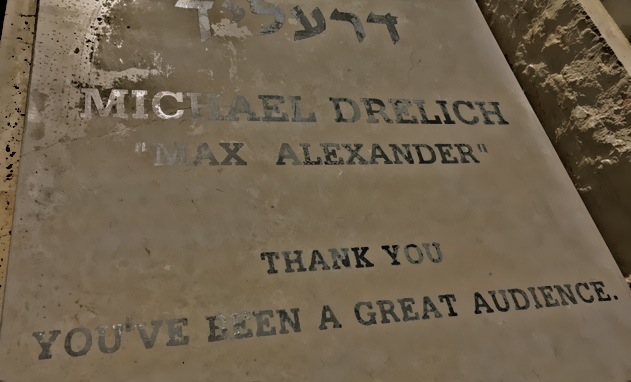 דרעליך
MICHAEL DRELICH
"MAX ALEXANDER"
THANK YOU
YOU'VE BEEN A GREAT AUDIENCE.